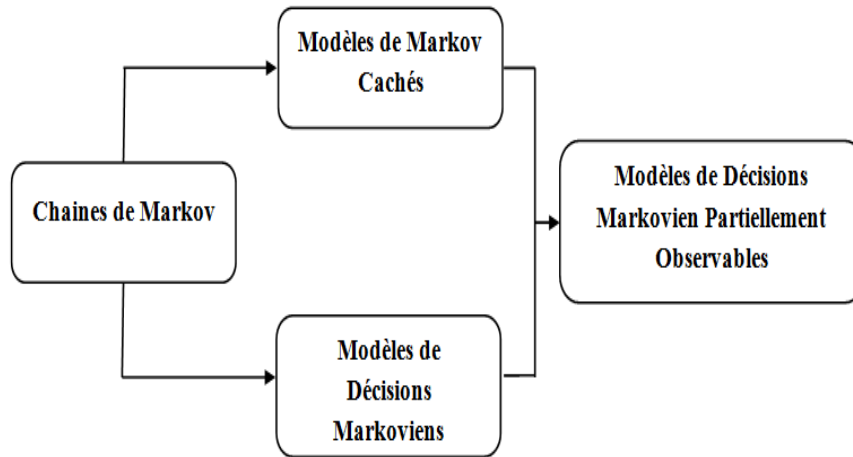 Modèles de Markov
Cachés
Chaines de Markov
Modèles de Décisions
Markovien Partiellement
Observables
Modèles de
Décisions
Markoviens